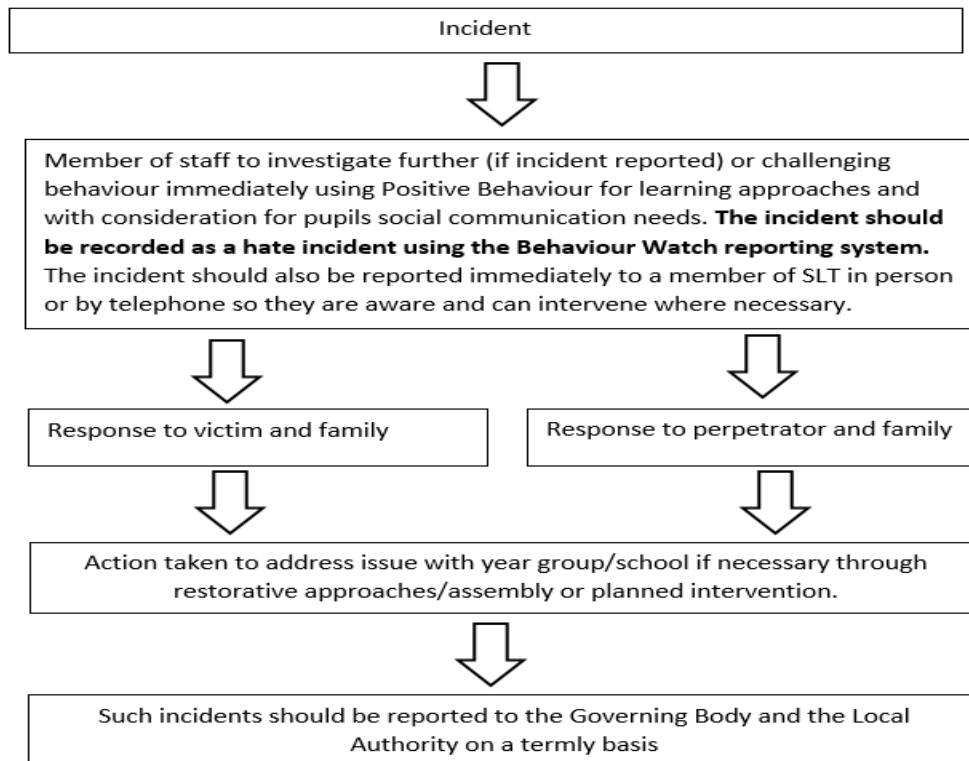 Incident
Member of staff to investigate further (if incident reported) or challenging
behaviour immediately using Positive Behaviour for learning approaches and
with consideration for pupils social communication needs. The incident should
be recorded as a hate incident using the Behaviour Watch reporting system.
The incident should also be reported immediately to a member of SLT in person
or by telephone so they are aware and can intervene where necessary.
Response to victim and family
Response to perpetrator and family
Action taken to address issue with year group/school if necessary through
restorative approaches/assembly or planned intervention.
Such incidents should be reported to the Governing Body and the Local
Authority on a termly basis